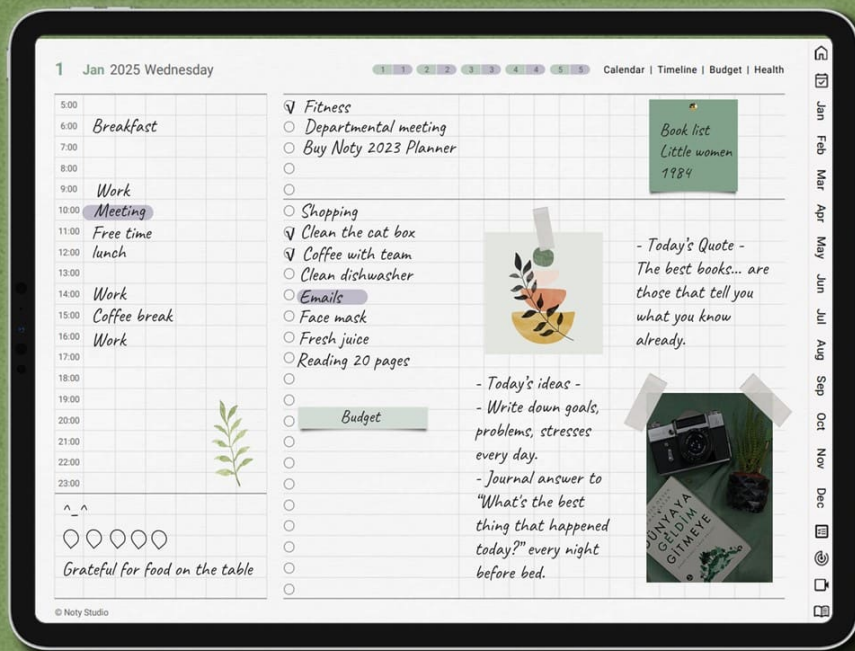 1 Jan 2025 Wednesday
1 1 2 2 3 3 4 4 5 5
Calendar | Timeline | Budget | Health
5:00
6:00 Breakfast
7:00
8:00
9:00 Work
10:00 Meeting
11:00 Free time
12:00 lunch
13:00
14:00 Work
15:00 Coffee break
16:00 Work
17:00
18:00
19:00
20:00
21:00
22:00
23:00
^_^
Grateful for food on the table
© Noty Studio
Fitness
Departmental meeting
Buy Noty 2023 Planner
Shopping
Clean the cat box
Coffee with team
Clean dishwasher
Emails
Face mask
Fresh juice
Reading 20 pages
Budget
Book list
Little women
1984
- Today's Quote -
The best books... are
those that tell you
what you know
already.
- Today's ideas -
- Write down goals,
problems, stresses
every day.
- Journal answer to
"What's the best
thing that happened
today?" every night
before bed.
DÜNYAYA
GELDİM
GİTMEYE
Jan
Feb
Mar
Apr
May
Jun
Jul
Aug
Sep
Oct
Nov
Dec